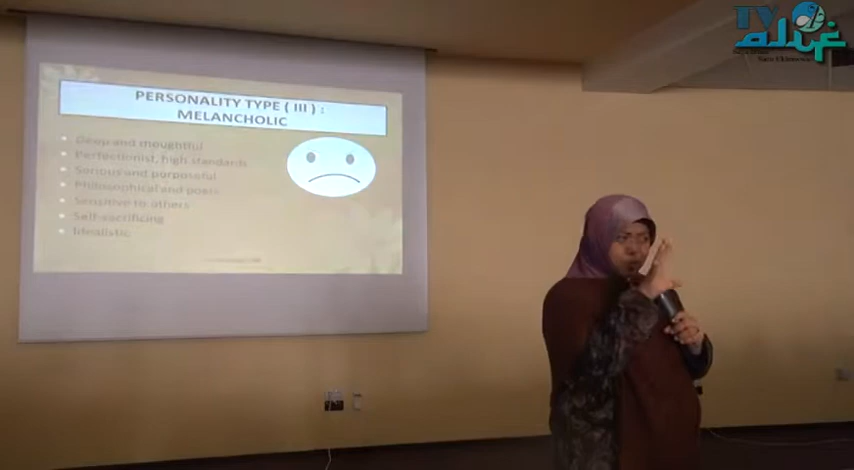 PERSONALITY TYPE ( III ) :
MELANCHOLIC
Deep and thoughtful
Perfectionist, high standards
Serious and purposeful
Philosophical and poetic
Sensitive to others
Self-sacrificing
Idealistic
TV